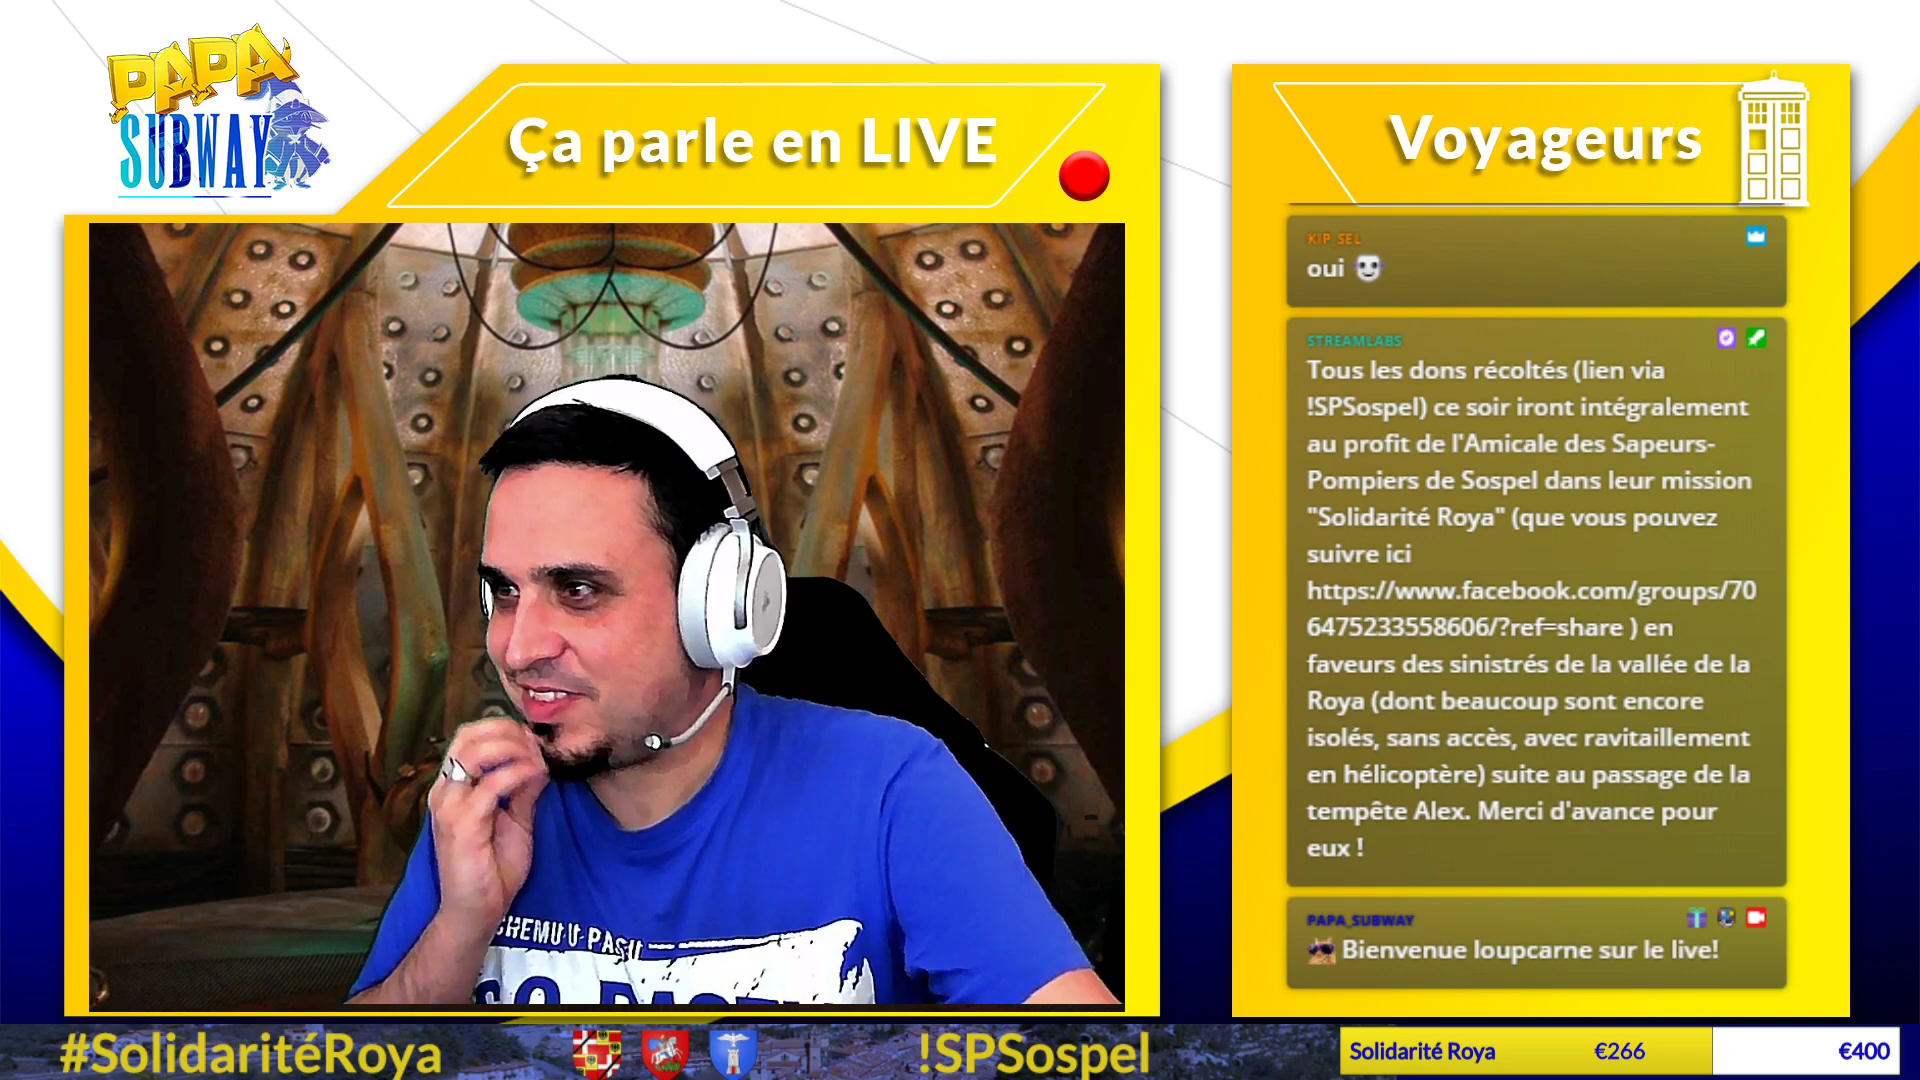 PAPA
SUBWAY
Ça parle en LIVE
CHEMU U PASTU
Voyageurs
KIP_SEL
oui
STREAMLABS
Tous les dons récoltés (lien via
!SPSospel) ce soir iront intégralement
au profit de l'Amicale des Sapeurs-
Pompiers de Sospel dans leur mission
"Solidarité Roya" (que vous pouvez
suivre ici
https://www.facebook.com/groups/70
6475233558606/?ref=share ) en
faveurs des sinistrés de la vallée de la
Roya (dont beaucoup sont encore
isolés, sans accès, avec ravitaillement
en hélicoptère) suite au passage de la
tempête Alex. Merci d'avance pour
eux !
PAPA_SUBWAY
Bienvenue loupcarne sur le live!
#SolidaritéRoya
!SPSospel
Solidarité Roya €266 €400